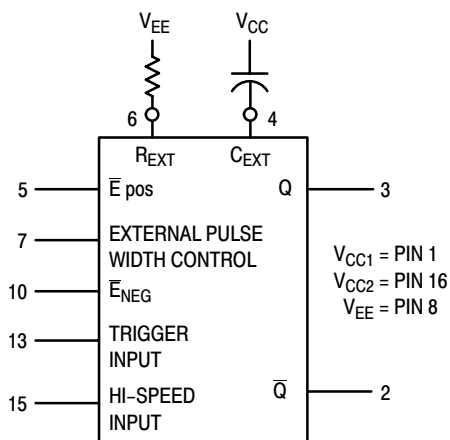 V_EE V_CC
6 4
R_EXT C_EXT
5 E̅ pos Q 3
7 EXTERNAL PULSE
WIDTH CONTROL
V_CC1 = PIN 1
V_CC2 = PIN 16
V_EE = PIN 8
10 E̅_NEG
13 TRIGGER
INPUT
15 HI–SPEED
INPUT
Q̅ 2